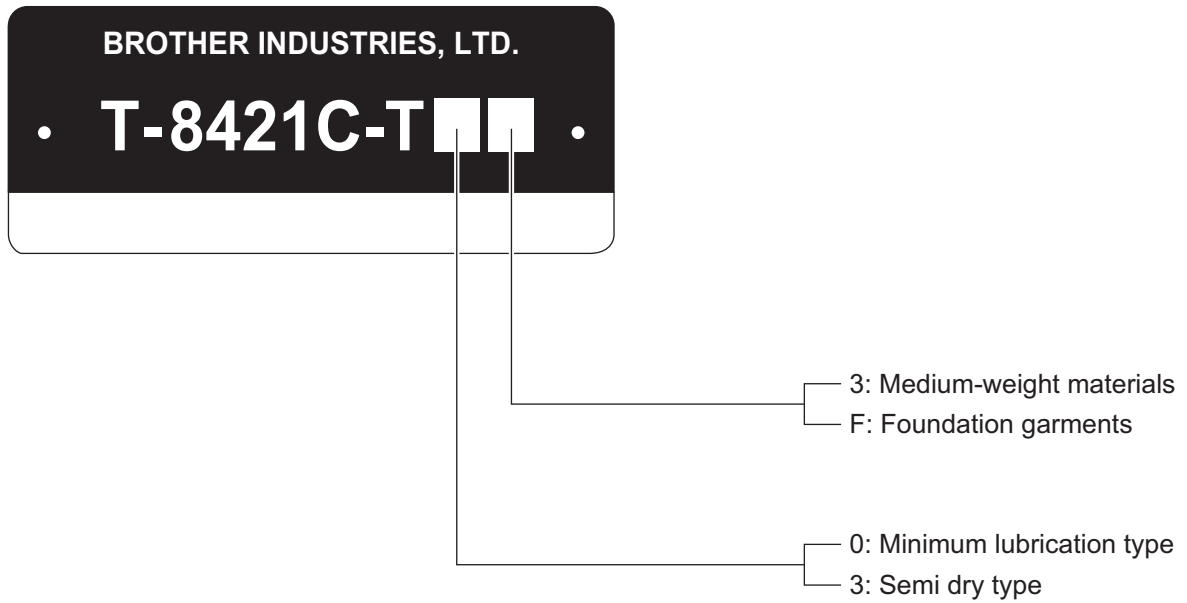 BROTHER INDUSTRIES, LTD.
T-8421C-T
3: Medium-weight materials
F: Foundation garments
0: Minimum lubrication type
3: Semi dry type